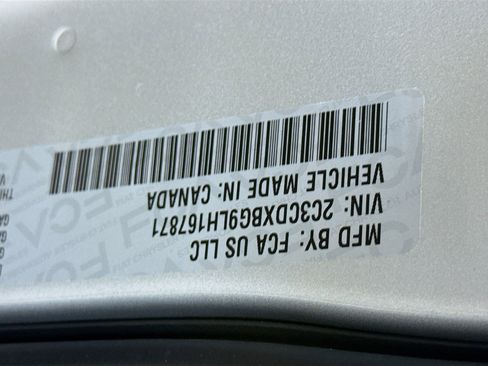 MFD BY: FCA US LLC
VIN: 2C3CDXBG9LH167871
VEHICLE MADE IN: CANADA